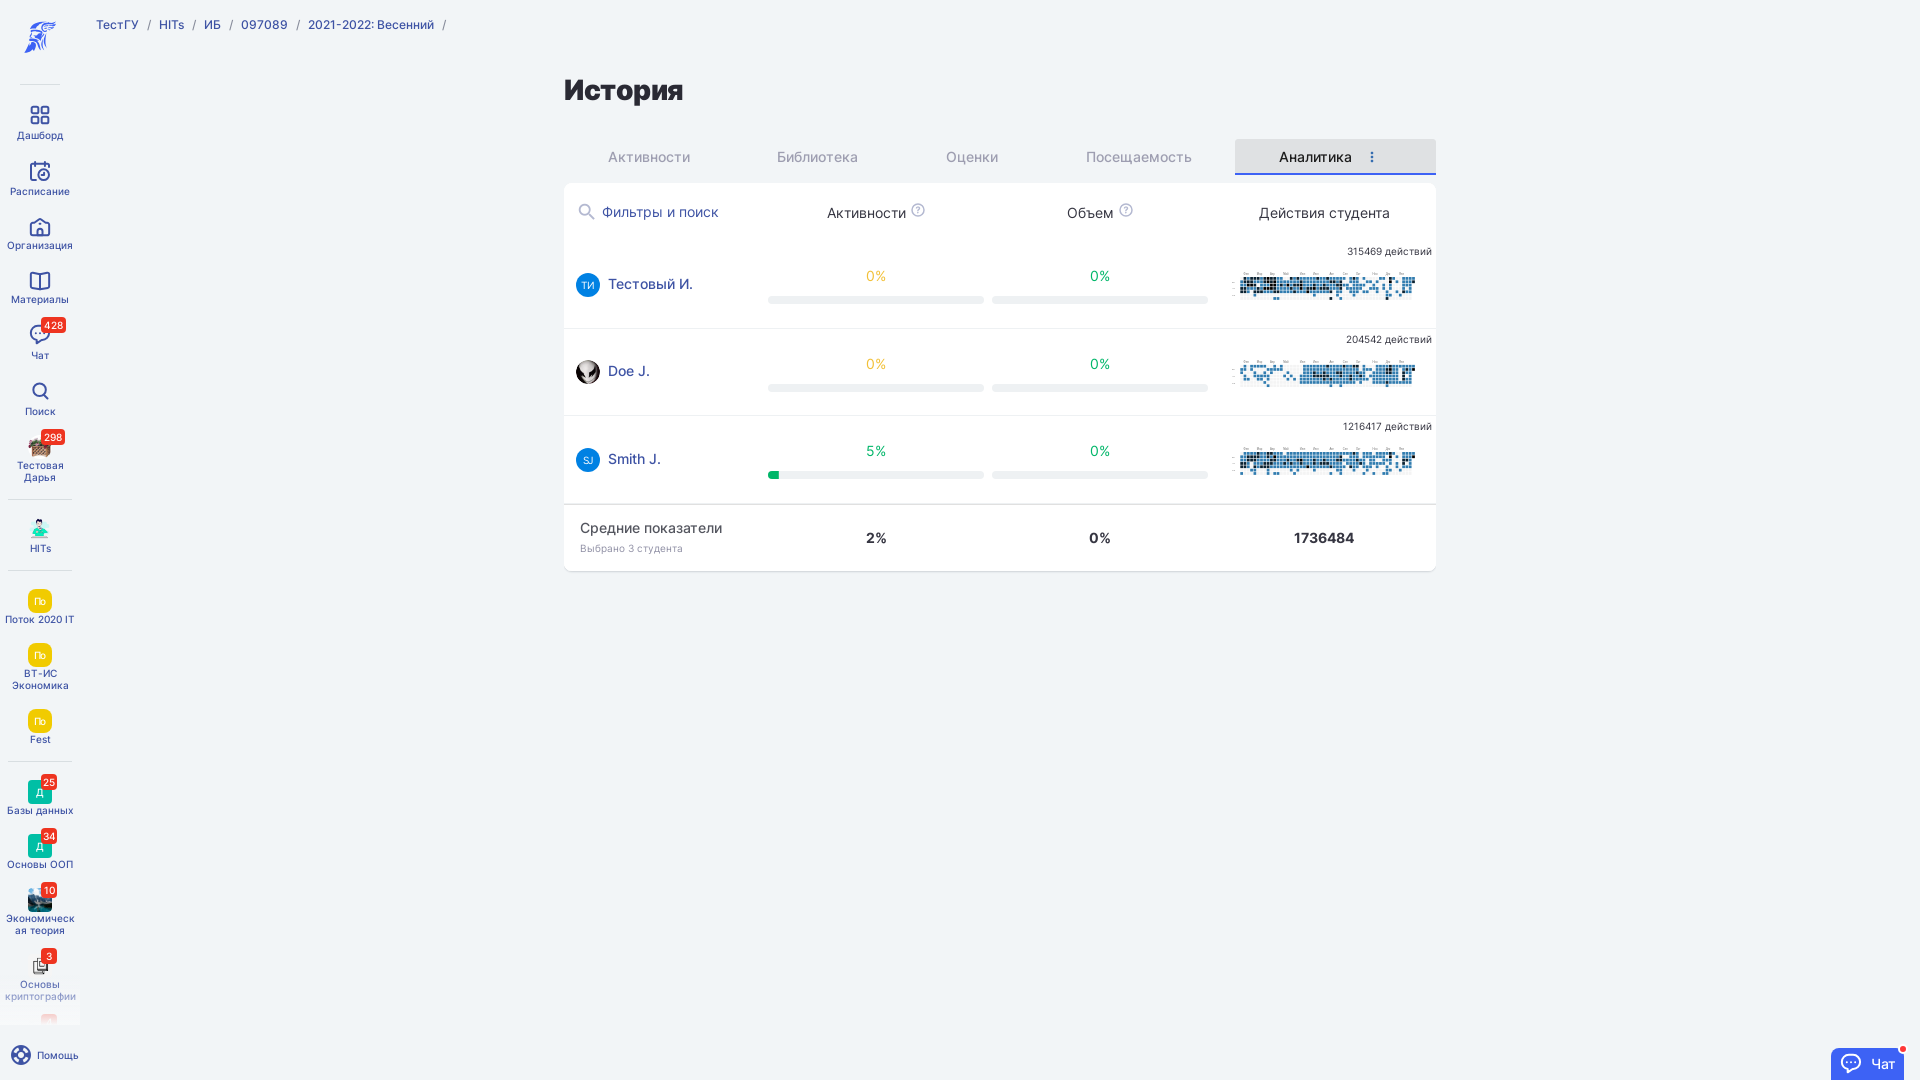 ТестГУ / HITs / ИБ / 097089 / 2021-2022: Весенний /
История
Активности Библиотека Оценки Посещаемость Аналитика
Фильтры и поиск Активности Объем Действия студента
315469 действий
ТИ Тестовый И. 0% 0%
204542 действий
Doe J. 0% 0%
1216417 действий
SJ Smith J. 5% 0%
Средние показатели 2% 0% 1736484
Выбрано 3 студента
Дашборд
Расписание
Организация
Материалы
428
Чат
Поиск
298
Тестовая
Дарья
HITs
По
Поток 2020 IT
По
ВТ-ИС
Экономика
По
Fest
25
Д
Базы данных
34
Д
Основы ООП
10
Экономическ
ая теория
3
Основы
криптографии
Помощь
Чат